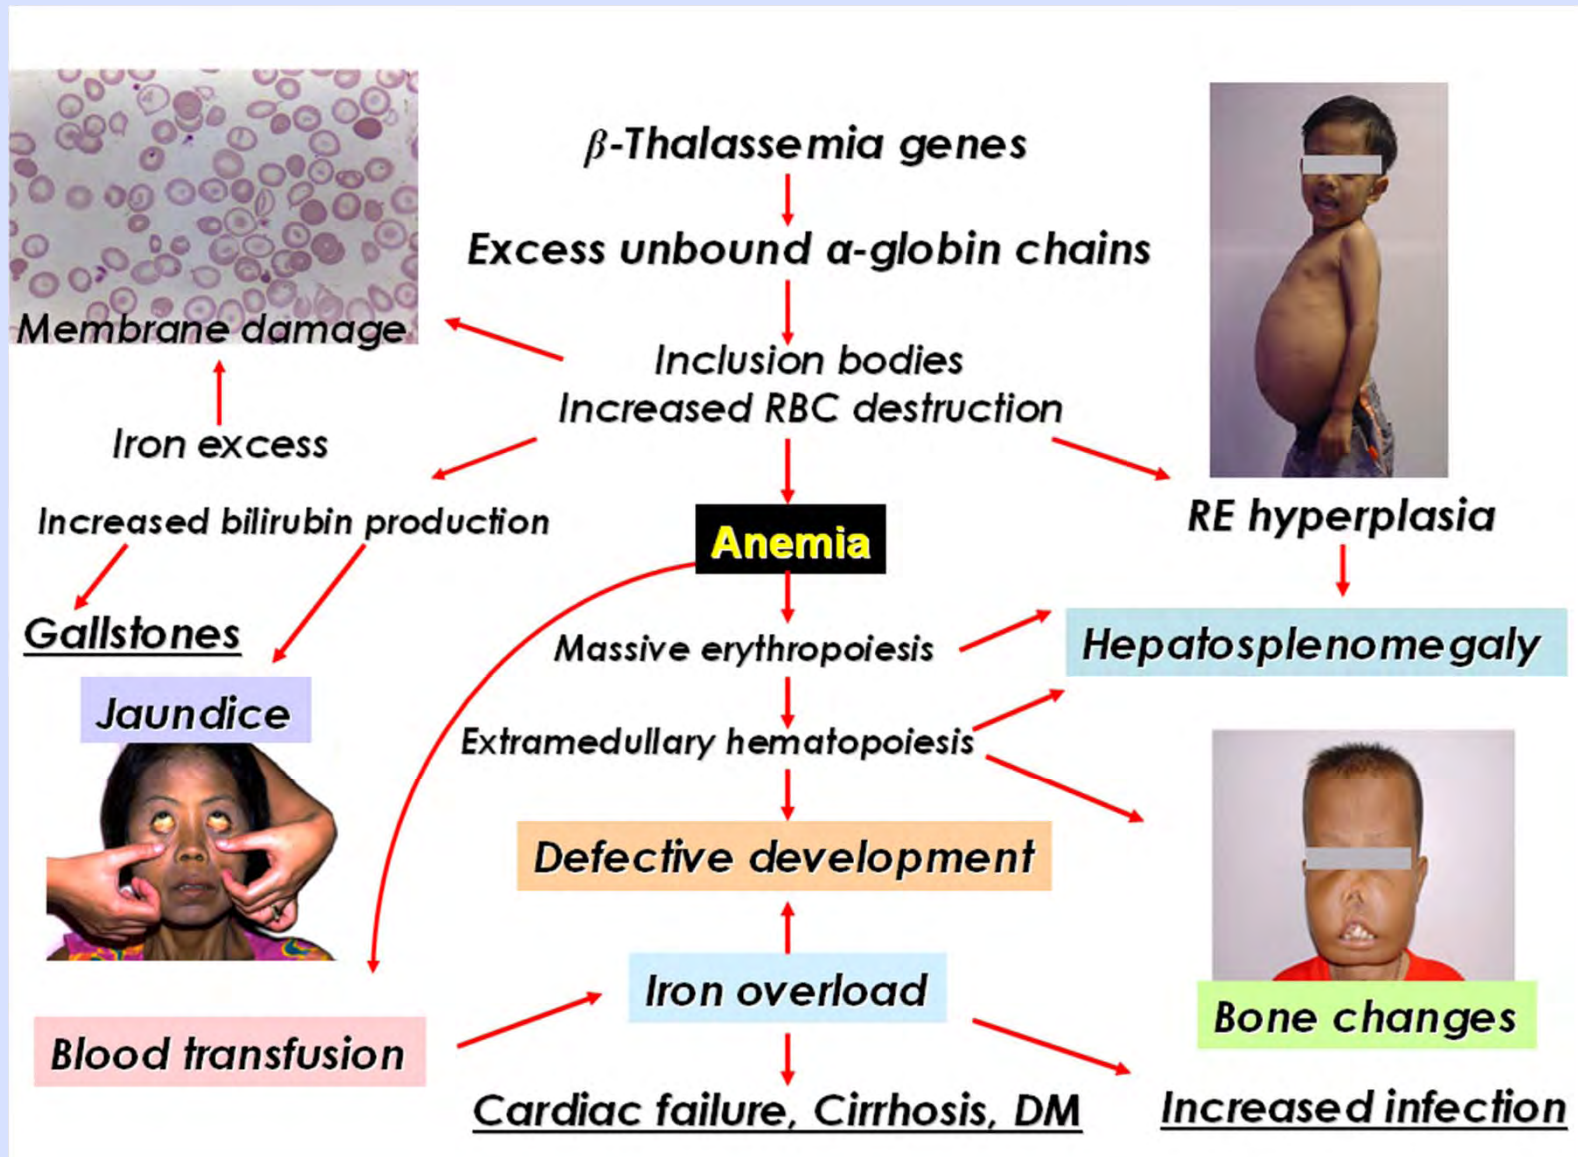 β-Thalassemia genes
Excess unbound α-globin chains
Membrane damage
Inclusion bodies
Increased RBC destruction
Iron excess
Increased bilirubin production
Anemia
RE hyperplasia
Gallstones
Massive erythropoiesis
Hepatosplenomegaly
Jaundice
Extramedullary hematopoiesis
Defective development
Iron overload
Bone changes
Blood transfusion
Cardiac failure, Cirrhosis, DM
Increased infection